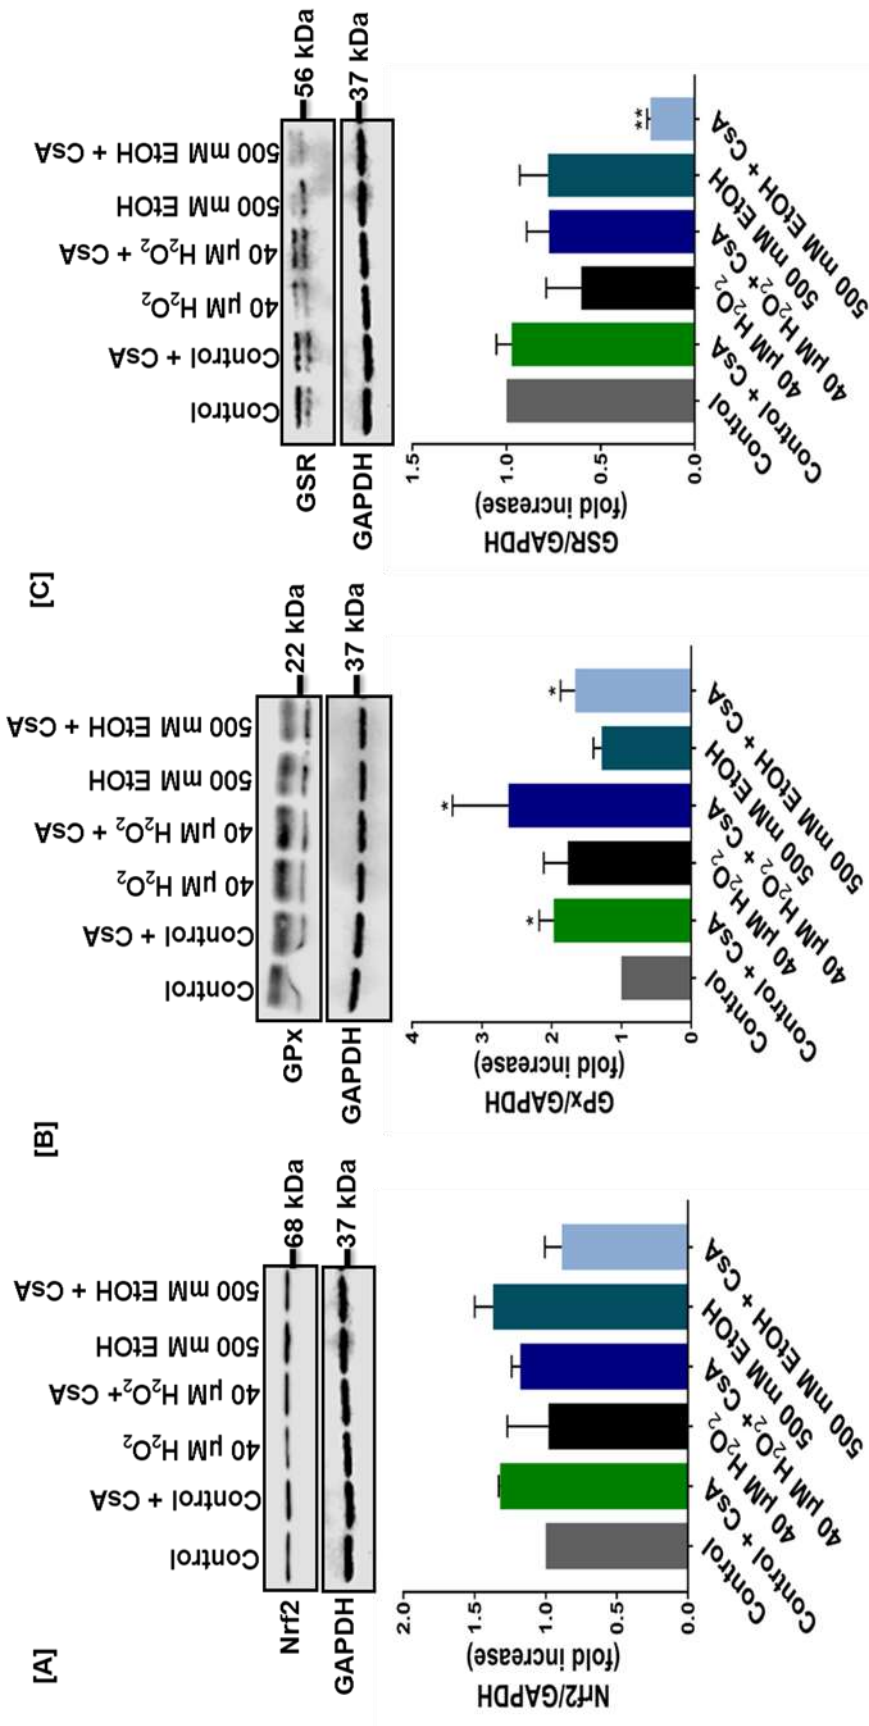 [A]
Control
Control + CsA
40 µM H₂O₂
40 µM H₂O₂+ CsA
500 mM EtOH
500 mM EtOH + CsA
Nrf2
68 kDa
GAPDH
37 kDa
Nrf2/GAPDH
(fold increase)
2.0
1.5
1.0
0.5
0.0
Control
Control + CsA
40 µM H₂O₂
40 µM H₂O₂+ CsA
500 mM EtOH
500 mM EtOH + CsA
[B]
Control
Control + CsA
40 µM H₂O₂
40 µM H₂O₂ + CsA
500 mM EtOH
500 mM EtOH + CsA
GPx
22 kDa
GAPDH
37 kDa
GPx/GAPDH
(fold increase)
4
3
2
1
0
*
*
*
Control
Control + CsA
40 µM H₂O₂
40 µM H₂O₂ + CsA
500 mM EtOH
500 mM EtOH + CsA
[C]
Control
Control + CsA
40 µM H₂O₂
40 µM H₂O₂ + CsA
500 mM EtOH
500 mM EtOH + CsA
GSR
56 kDa
GAPDH
37 kDa
GSR/GAPDH
(fold increase)
1.5
1.0
0.5
0.0
**
Control
Control + CsA
40 µM H₂O₂
40 µM H₂O₂+ CsA
500 mM EtOH
500 mM EtOH + CsA